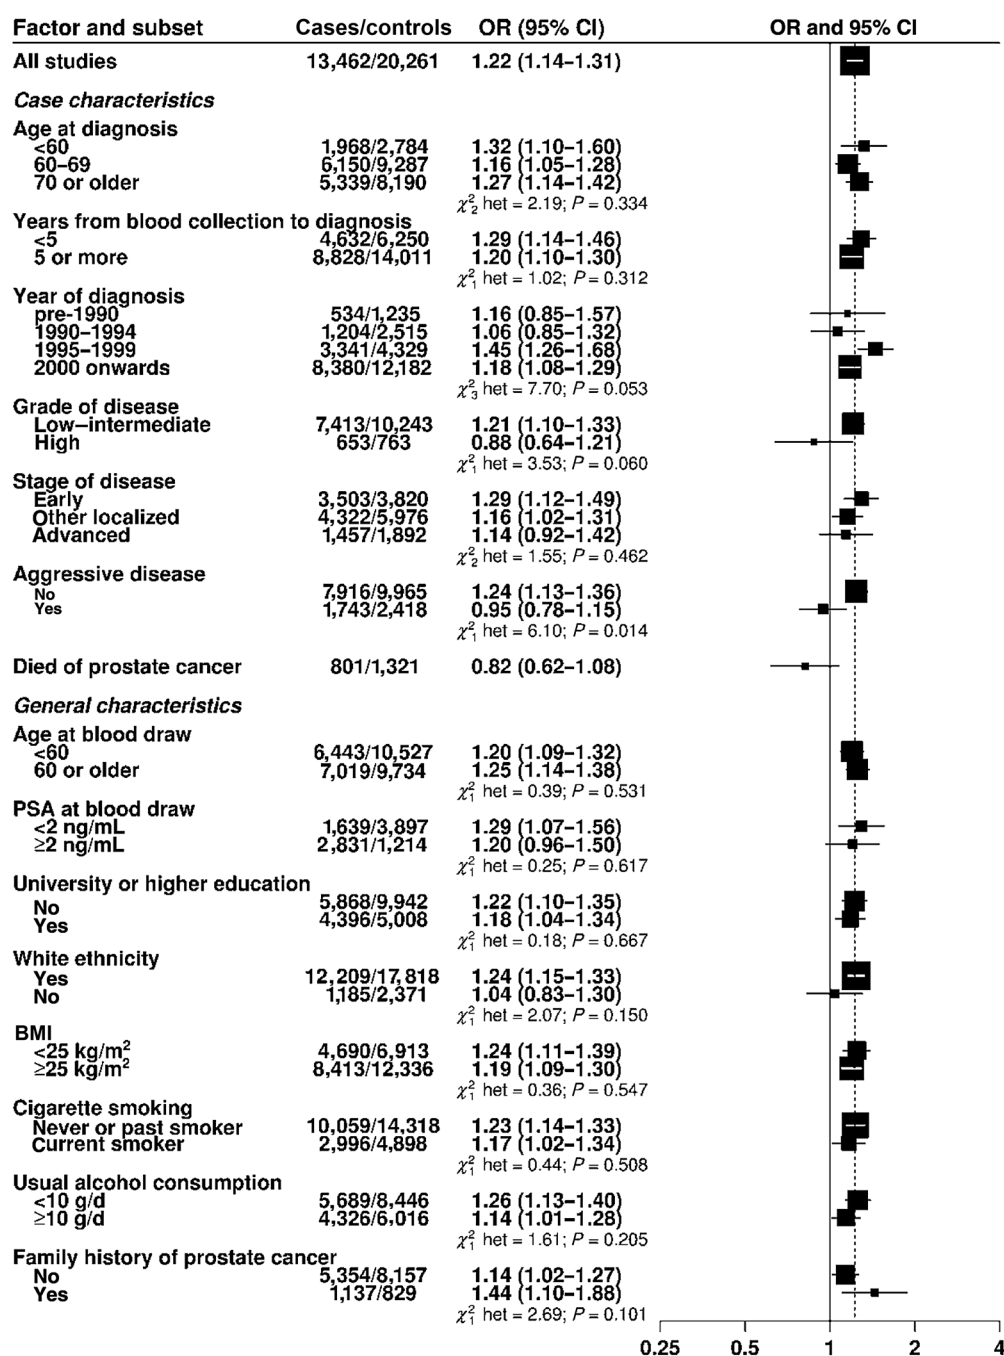 Factor and subset Cases/controls OR (95% CI) OR and 95% CI
All studies 13,462/20,261 1.22 (1.14–1.31)
Case characteristics
Age at diagnosis
<60 1,968/2,784 1.32 (1.10–1.60)
60–69 6,150/9,287 1.16 (1.05–1.28)
70 or older 5,339/8,190 1.27 (1.14–1.42)
χ²₂ het = 2.19; P = 0.334
Years from blood collection to diagnosis
<5 4,632/6,250 1.29 (1.14–1.46)
5 or more 8,828/14,011 1.20 (1.10–1.30)
χ²₁ het = 1.02; P = 0.312
Year of diagnosis
pre-1990 534/1,235 1.16 (0.85–1.57)
1990–1994 1,204/2,515 1.06 (0.85–1.32)
1995–1999 3,341/4,329 1.45 (1.26–1.68)
2000 onwards 8,380/12,182 1.18 (1.08–1.29)
χ²₃ het = 7.70; P = 0.053
Grade of disease
Low–intermediate 7,413/10,243 1.21 (1.10–1.33)
High 653/763 0.88 (0.64–1.21)
χ²₁ het = 3.53; P = 0.060
Stage of disease
Early 3,503/3,820 1.29 (1.12–1.49)
Other localized 4,322/5,976 1.16 (1.02–1.31)
Advanced 1,457/1,892 1.14 (0.92–1.42)
χ²₂ het = 1.55; P = 0.462
Aggressive disease
No 7,916/9,965 1.24 (1.13–1.36)
Yes 1,743/2,418 0.95 (0.78–1.15)
χ²₁ het = 6.10; P = 0.014
Died of prostate cancer 801/1,321 0.82 (0.62–1.08)
General characteristics
Age at blood draw
<60 6,443/10,527 1.20 (1.09–1.32)
60 or older 7,019/9,734 1.25 (1.14–1.38)
χ²₁ het = 0.39; P = 0.531
PSA at blood draw
<2 ng/mL 1,639/3,897 1.29 (1.07–1.56)
≥2 ng/mL 2,831/1,214 1.20 (0.96–1.50)
χ²₁ het = 0.25; P = 0.617
University or higher education
No 5,868/9,942 1.22 (1.10–1.35)
Yes 4,396/5,008 1.18 (1.04–1.34)
χ²₁ het = 0.18; P = 0.667
White ethnicity
Yes 12,209/17,818 1.24 (1.15–1.33)
No 1,185/2,371 1.04 (0.83–1.30)
χ²₁ het = 2.07; P = 0.150
BMI
<25 kg/m² 4,690/6,913 1.24 (1.11–1.39)
≥25 kg/m² 8,413/12,336 1.19 (1.09–1.30)
χ²₁ het = 0.36; P = 0.547
Cigarette smoking
Never or past smoker 10,059/14,318 1.23 (1.14–1.33)
Current smoker 2,996/4,898 1.17 (1.02–1.34)
χ²₁ het = 0.44; P = 0.508
Usual alcohol consumption
<10 g/d 5,689/8,446 1.26 (1.13–1.40)
≥10 g/d 4,326/6,016 1.14 (1.01–1.28)
χ²₁ het = 1.61; P = 0.205
Family history of prostate cancer
No 5,354/8,157 1.14 (1.02–1.27)
Yes 1,137/829 1.44 (1.10–1.88)
χ²₁ het = 2.69; P = 0.101
0.25 0.5 1 2 4